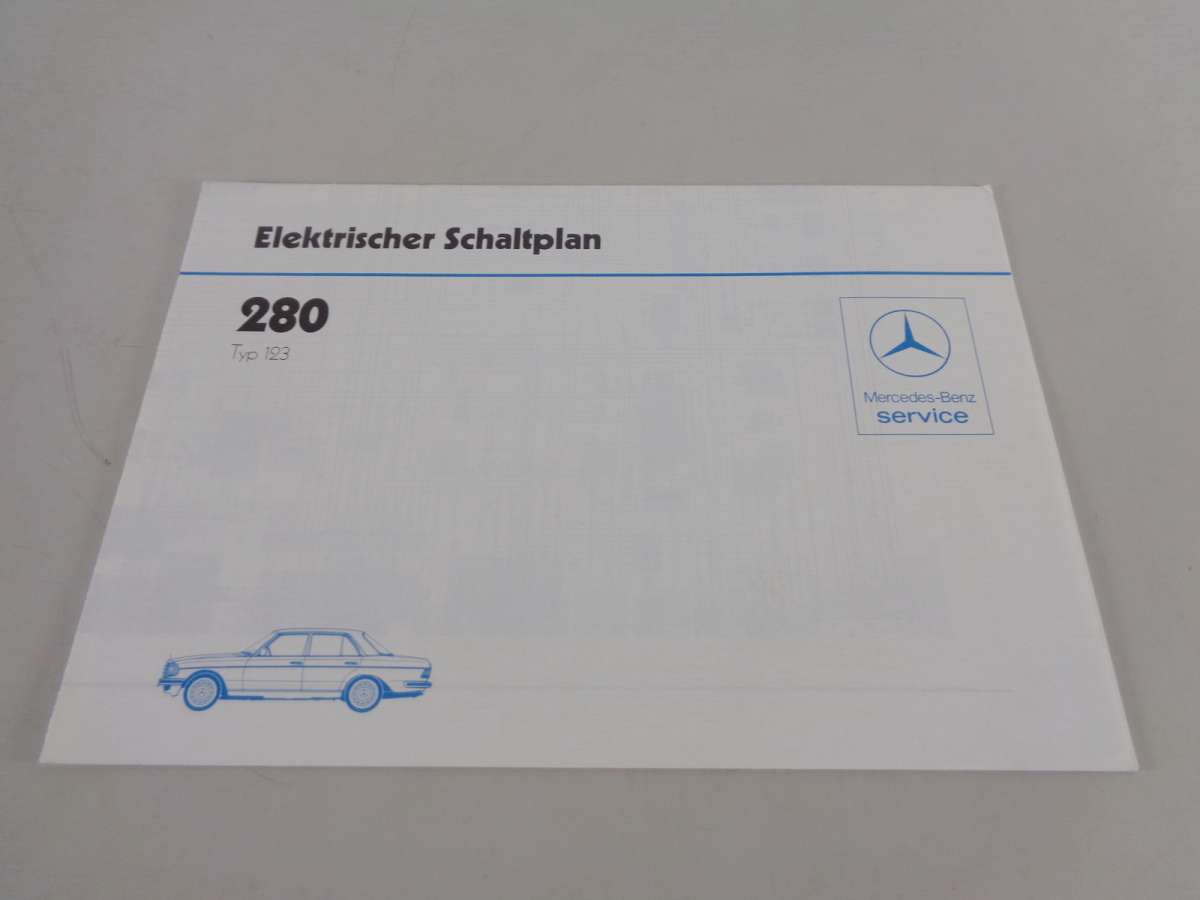 Elektrischer Schaltplan
280
Typ 123
Mercedes-Benz
service